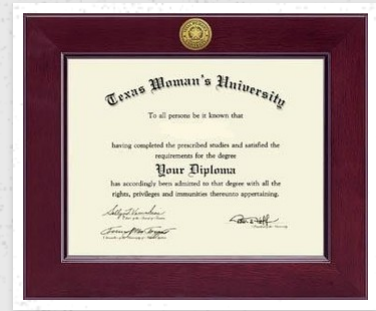 Texas Woman's University
To all persons be it known that
having completed the prescribed studies and satisfied the
requirements for the degree
Your Diploma
has accordingly been admitted to that degree with all the
rights, privileges and immunities thereunto appertaining.